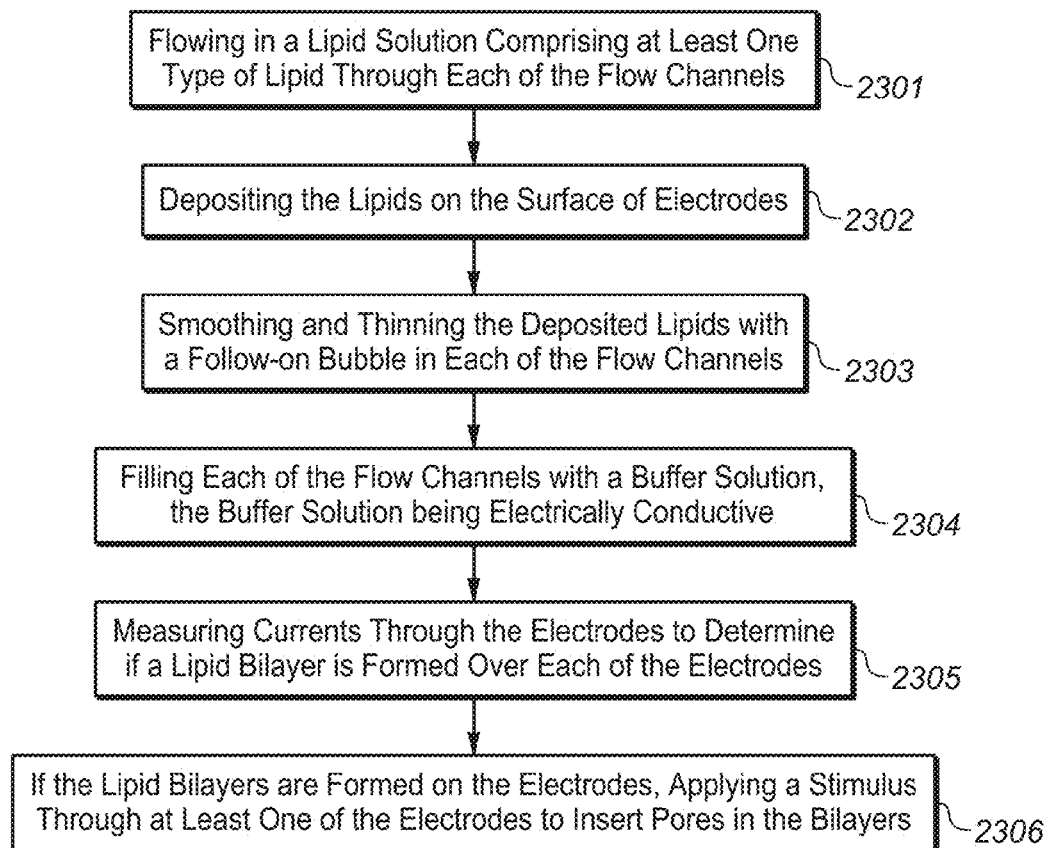 Flowing in a Lipid Solution Comprising at Least One
Type of Lipid Through Each of the Flow Channels
2301
Depositing the Lipids on the Surface of Electrodes
2302
Smoothing and Thinning the Deposited Lipids with
a Follow-on Bubble in Each of the Flow Channels
2303
Filling Each of the Flow Channels with a Buffer Solution,
the Buffer Solution being Electrically Conductive
2304
Measuring Currents Through the Electrodes to Determine
if a Lipid Bilayer is Formed Over Each of the Electrodes
2305
If the Lipid Bilayers are Formed on the Electrodes, Applying a Stimulus
Through at Least One of the Electrodes to Insert Pores in the Bilayers
2306